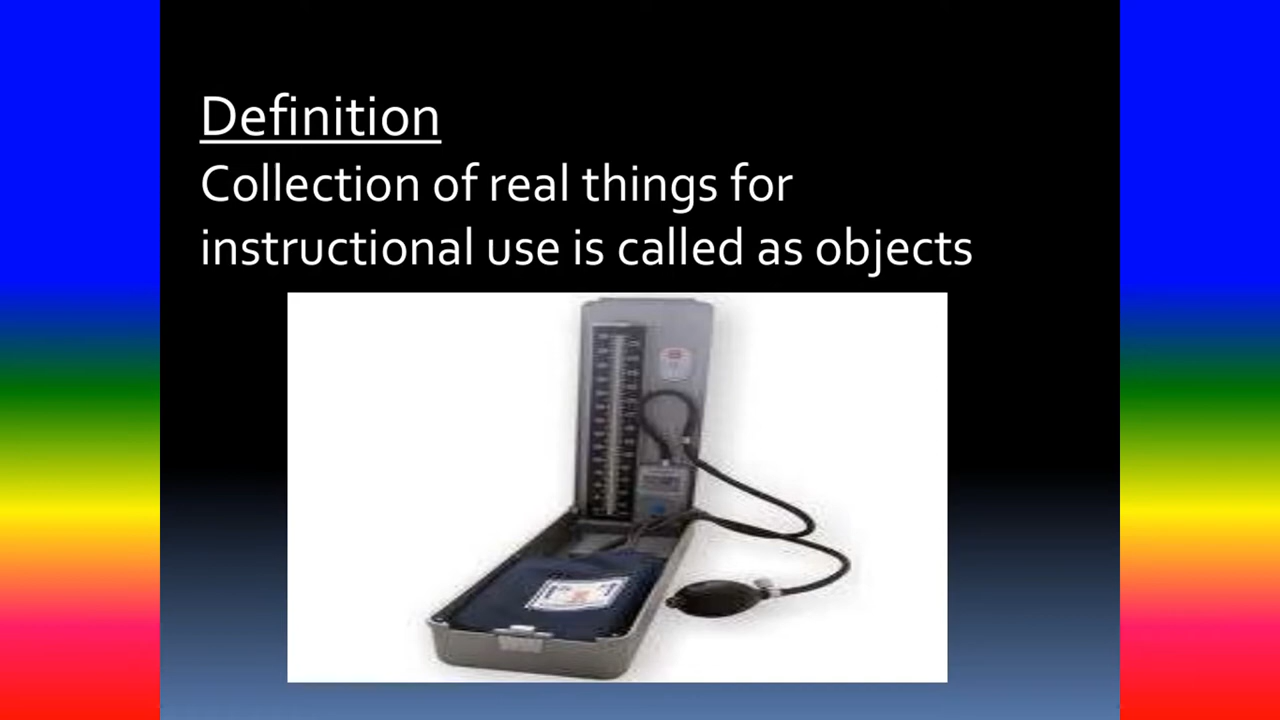 Definition
Collection of real things for
instructional use is called as objects